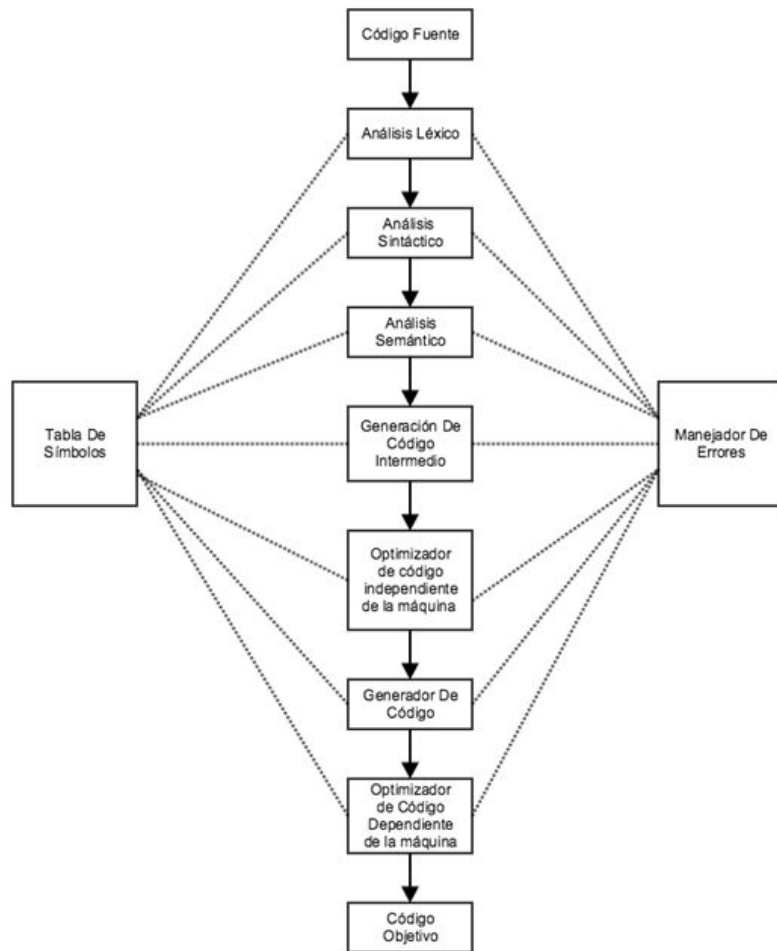 Código Fuente
Análisis Léxico
Análisis
Sintáctico
Análisis
Semántico
Tabla De
Símbolos
Generación De
Código
Intermedio
Manejador De
Errores
Optimizador
de código
independiente
de la máquina
Generador De
Código
Optimizador
de Código
Dependiente
de la máquina
Código
Objetivo